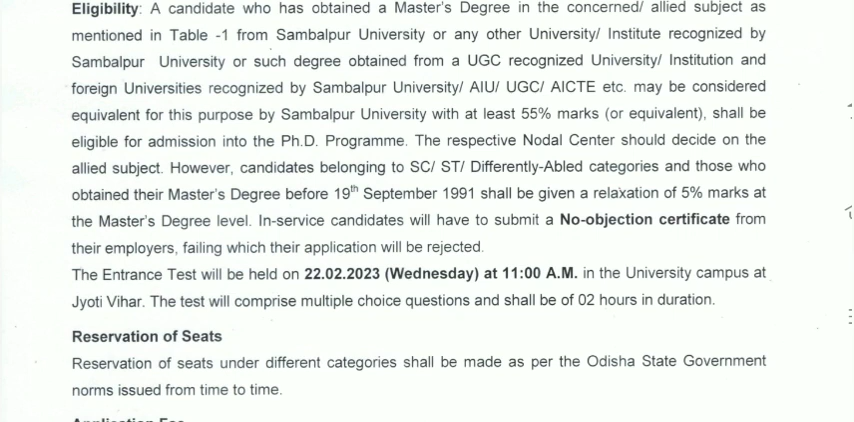 Eligibility: A candidate who has obtained a Master's Degree in the concerned/ allied subject as
mentioned in Table -1 from Sambalpur University or any other University/ Institute recognized by
Sambalpur University or such degree obtained from a UGC recognized University/ Institution and
foreign Universities recognized by Sambalpur University/ AIU/ UGC/ AICTE etc. may be considered
equivalent for this purpose by Sambalpur University with at least 55% marks (or equivalent), shall be
eligible for admission into the Ph.D. Programme. The respective Nodal Center should decide on the
allied subject. However, candidates belonging to SC/ ST/ Differently-Abled categories and those who
obtained their Master's Degree before 19th September 1991 shall be given a relaxation of 5% marks at
the Master's Degree level. In-service candidates will have to submit a No-objection certificate from
their employers, failing which their application will be rejected.
The Entrance Test will be held on 22.02.2023 (Wednesday) at 11:00 A.M. in the University campus at
Jyoti Vihar. The test will comprise multiple choice questions and shall be of 02 hours in duration.
Reservation of Seats
Reservation of seats under different categories shall be made as per the Odisha State Government
norms issued from time to time.
Application Fee